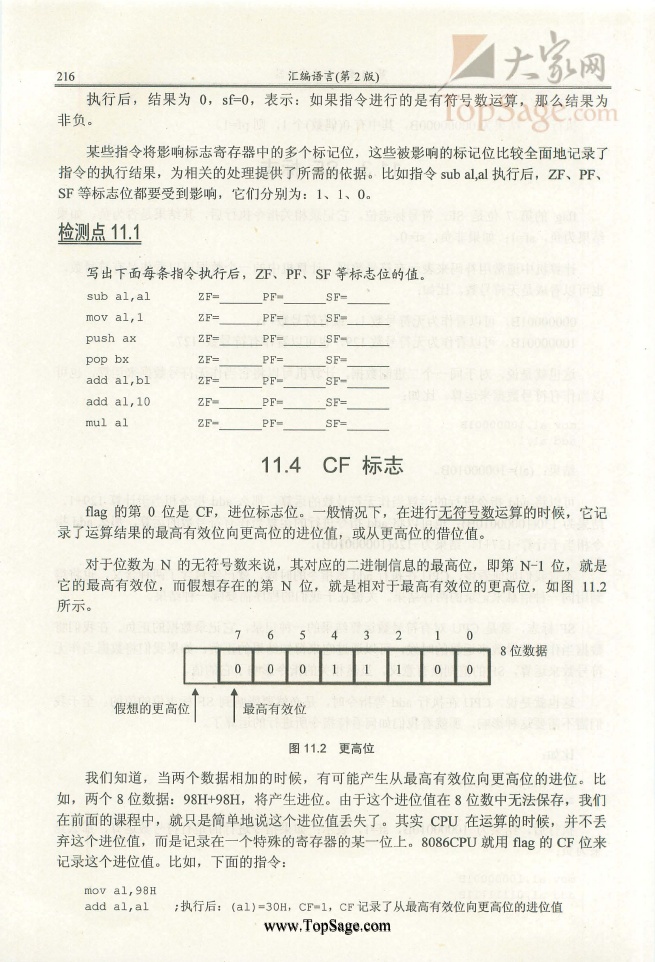 大家网
TopSage.com
216
汇编语言(第 2 版)
执行后，结果为 0，sf=0，表示：如果指令进行的是有符号数运算，那么结果为
非负。
某些指令将影响标志寄存器中的多个标记位，这些被影响的标记位比较全面地记录了
指令的执行结果，为相关的处理提供了所需的依据。比如指令 sub al,al 执行后，ZF、PF、
SF 等标志位都要受到影响，它们分别为：1、1、0。
检测点 11.1
写出下面每条指令执行后，ZF、PF、SF 等标志位的值。
sub al,al ZF=______PF=______SF=______
mov al,1 ZF=______PF=______SF=______
push ax ZF=______PF=______SF=______
pop bx ZF=______PF=______SF=______
add al,bl ZF=______PF=______SF=______
add al,10 ZF=______PF=______SF=______
mul al ZF=______PF=______SF=______
11.4 CF 标志
flag 的第 0 位是 CF，进位标志位。一般情况下，在进行无符号数运算的时候，它记
录了运算结果的最高有效位向更高位的进位值，或从更高位的借位值。
对于位数为 N 的无符号数来说，其对应的二进制信息的最高位，即第 N-1 位，就是
它的最高有效位，而假想存在的第 N 位，就是相对于最高有效位的更高位，如图 11.2
所示。
7 6 5 4 3 2 1 0
0 0 0 1 1 1 0 0
8 位数据
假想的更高位
最高有效位
图 11.2 更高位
我们知道，当两个数据相加的时候，有可能产生从最高有效位向更高位的进位。比
如，两个 8 位数据：98H+98H，将产生进位。由于这个进位值在 8 位数中无法保存，我们
在前面的课程中，就只是简单地说这个进位值丢失了。其实 CPU 在运算的时候，并不丢
弃这个进位值，而是记录在一个特殊的寄存器的某一位上。8086CPU 就用 flag 的 CF 位来
记录这个进位值。比如，下面的指令：
mov al,98H
add al,al ;执行后：(al)=30H，CF=1，CF 记录了从最高有效位向更高位的进位值
www.TopSage.com